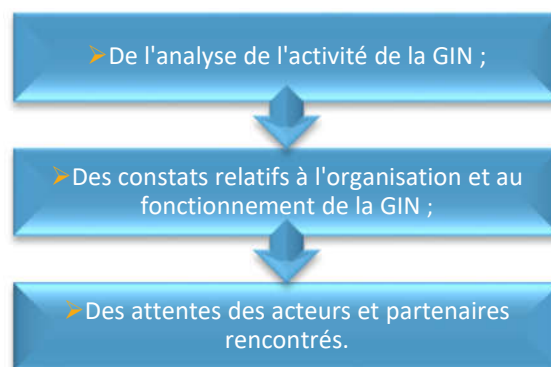 ➢De l'analyse de l'activité de la GIN ;
➢Des constats relatifs à l'organisation et au
fonctionnement de la GIN ;
➢Des attentes des acteurs et partenaires
rencontrés.